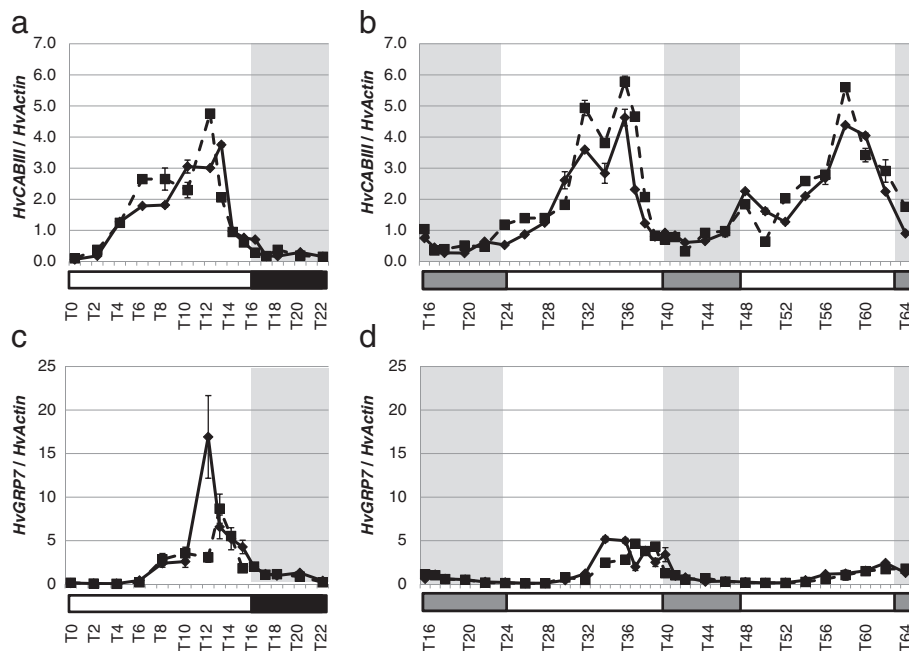 a
HvCABIII / HvActin
7.0
6.0
5.0
4.0
3.0
2.0
1.0
0.0
T0
T2
T4
T6
T8
T10
T12
T14
T16
T18
T20
T22
b
HvCABIII / HvActin
7.0
6.0
5.0
4.0
3.0
2.0
1.0
0.0
T16
T20
T24
T28
T32
T36
T40
T44
T48
T52
T56
T60
T64
c
HvGRP7 / HvActin
25
20
15
10
5
0
T0
T2
T4
T6
T8
T10
T12
T14
T16
T18
T20
T22
d
HvGRP7 / HvActin
25
20
15
10
5
0
T16
T20
T24
T28
T32
T36
T40
T44
T48
T52
T56
T60
T64